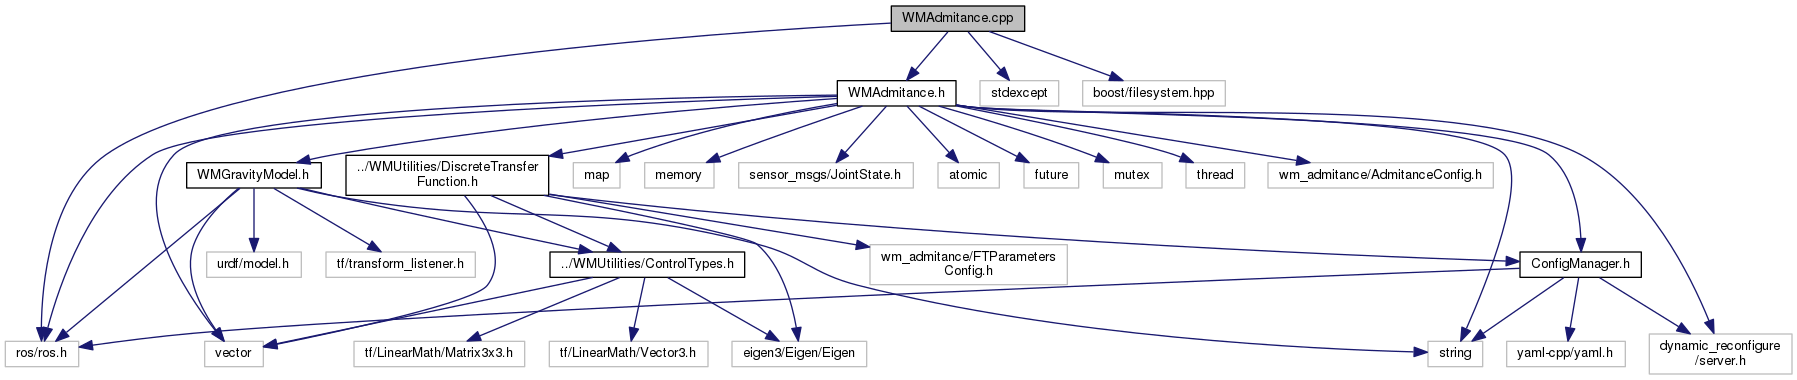 WMAdmitance.cpp
WMAdmitance.h
stdexcept
boost/filesystem.hpp
WMGravityModel.h
../WMUtilities/DiscreteTransfer
Function.h
map
memory
sensor_msgs/JointState.h
atomic
future
mutex
thread
wm_admitance/AdmitanceConfig.h
urdf/model.h
tf/transform_listener.h
../WMUtilities/ControlTypes.h
wm_admitance/FTParameters
Config.h
ConfigManager.h
ros/ros.h
vector
tf/LinearMath/Matrix3x3.h
tf/LinearMath/Vector3.h
eigen3/Eigen/Eigen
string
yaml-cpp/yaml.h
dynamic_reconfigure
/server.h